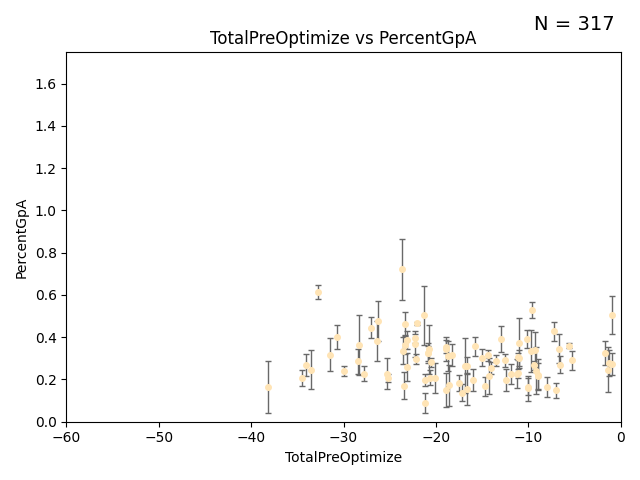 N = 317
TotalPreOptimize vs PercentGpA
1.6
1.4
1.2
1.0
0.8
0.6
0.4
0.2
0.0
PercentGpA
−60 −50 −40 −30 −20 −10 0
TotalPreOptimize